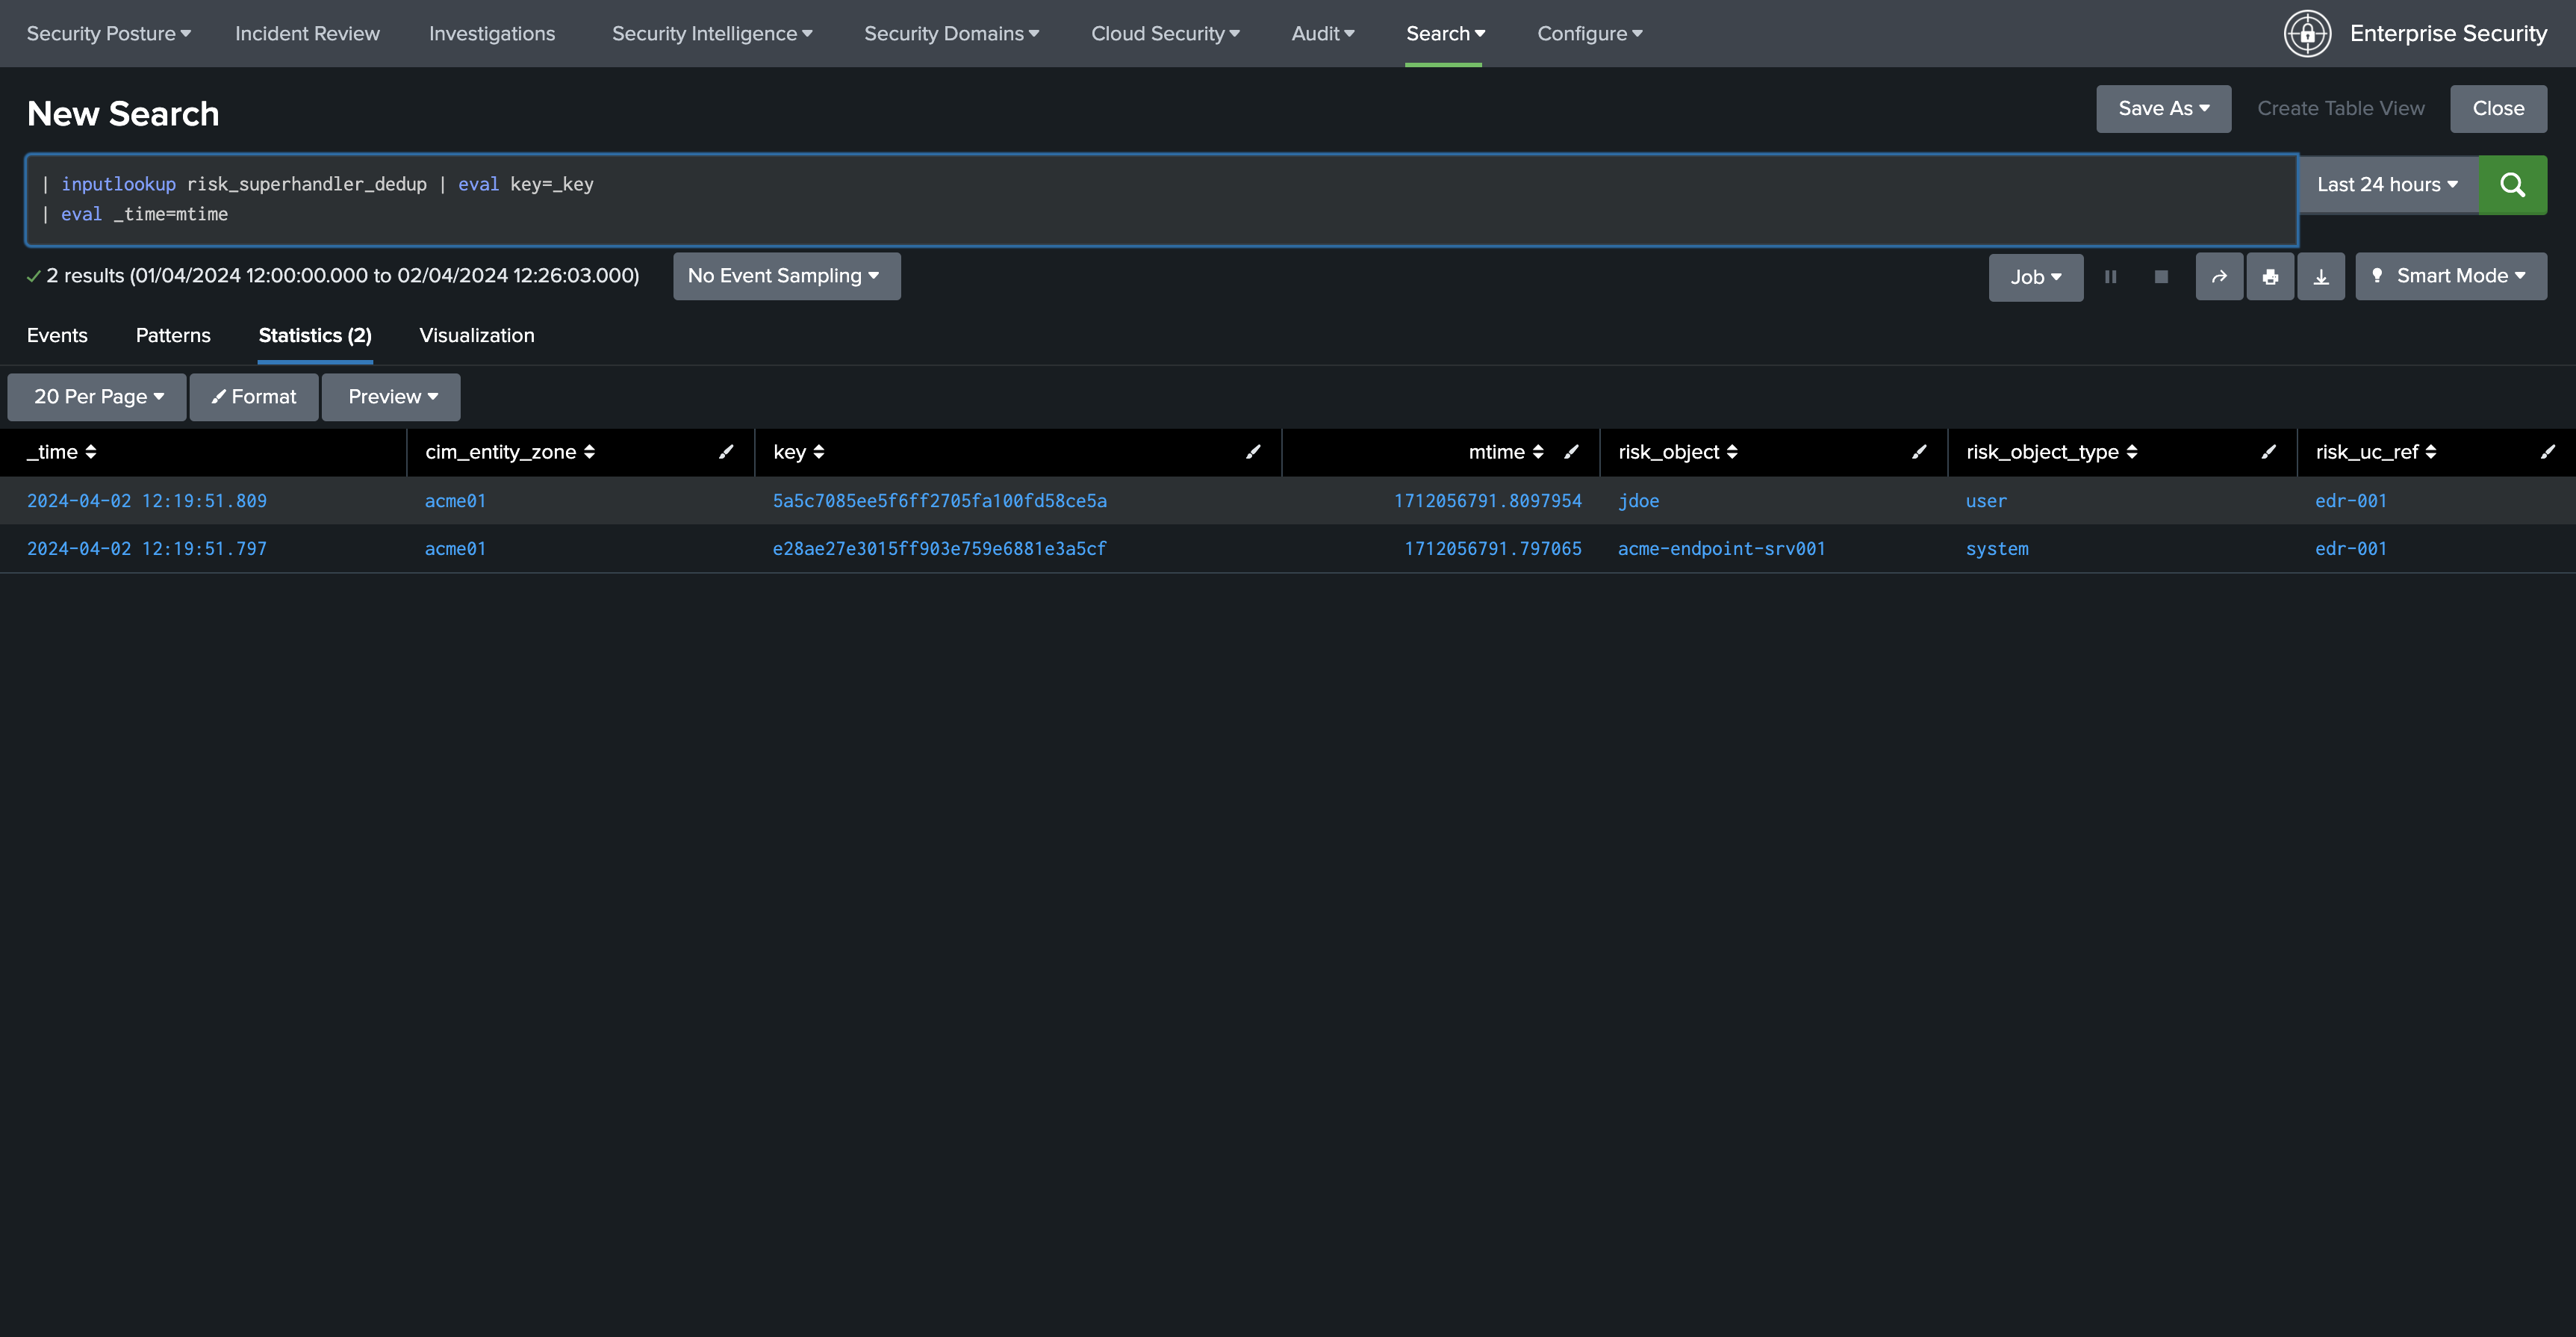 Security Posture Incident Review Investigations Security Intelligence Security Domains Cloud Security Audit Search Configure Enterprise Security
New Search
Save As Create Table View Close
| inputlookup risk_superhandler_dedup | eval key=_key
| eval _time=mtime
Last 24 hours
2 results (01/04/2024 12:00:00.000 to 02/04/2024 12:26:03.000) No Event Sampling Job Smart Mode
Events Patterns Statistics (2) Visualization
20 Per Page Format Preview
_time cim_entity_zone key mtime risk_object risk_object_type risk_uc_ref
2024-04-02 12:19:51.809 acme01 5a5c7085ee5f6ff2705fa100fd58ce5a 1712056791.8097954 jdoe user edr-001
2024-04-02 12:19:51.797 acme01 e28ae27e3015ff903e759e6881e3a5cf 1712056791.797065 acme-endpoint-srv001 system edr-001